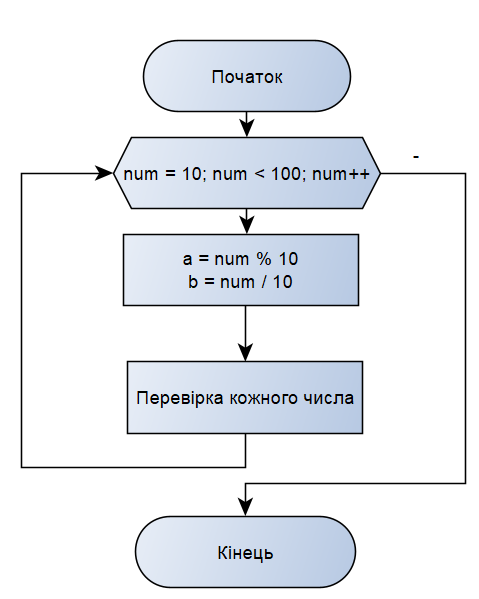 Початок
-
num = 10; num < 100; num++
a = num % 10
b = num / 10
Перевірка кожного числа
Кінець